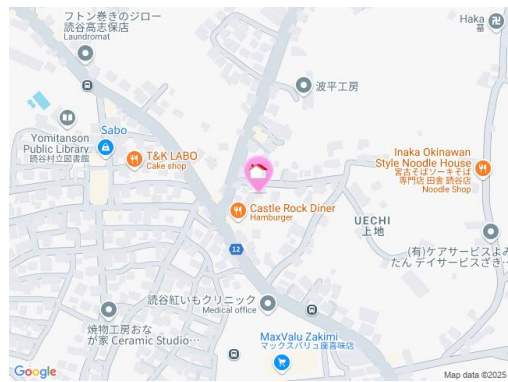 フトン巻きのジロー
読谷高志保店
Laundromat
Haka
墓
波平工房
Yomitanson
Public Library
読谷村立図書館
Sabo
T&K LABO
Cake shop
Inaka Okinawan
Style Noodle House
宮古そばソーキそば
専門店 田舎 読谷店
Noodle Shop
Castle Rock Diner
Hamburger
UECHI
上地
12
(有)ケアサービスよみ
たん デイサービスざき…
読谷紅いもクリニック
Medical office
焼物工房おな
が家 Ceramic Studio…
MaxValu Zakimi
マックスバリュ座喜味店
Google
Map data ©2025